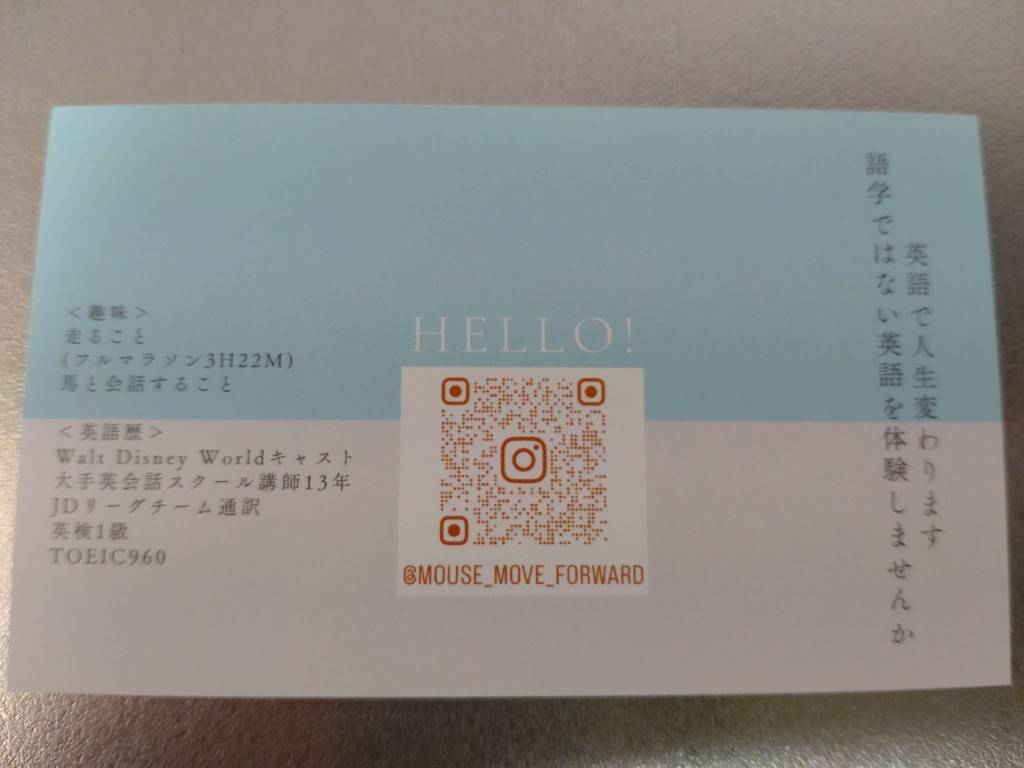 英語で人生変わります
語学ではない英語を体験しませんか
HELLO!
＜趣味＞
走ること
(フルマラソン3H22M)
馬と会話すること
＜英語歴＞
Walt Disney Worldキャスト
大手英会話スクール講師13年
JDリーグチーム通訳
英検1級
TOEIC960
@MOUSE_MOVE_FORWARD